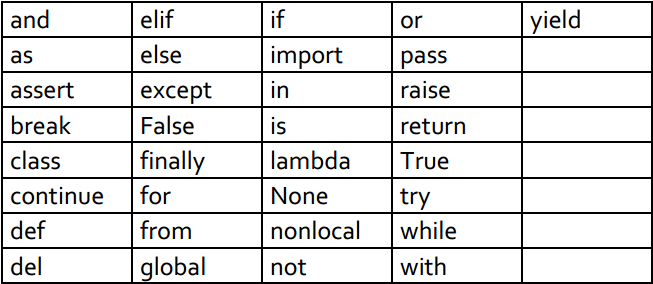 and elif if or yield
as else import pass
assert except in raise
break False is return
class finally lambda True
continue for None try
def from nonlocal while
del global not with